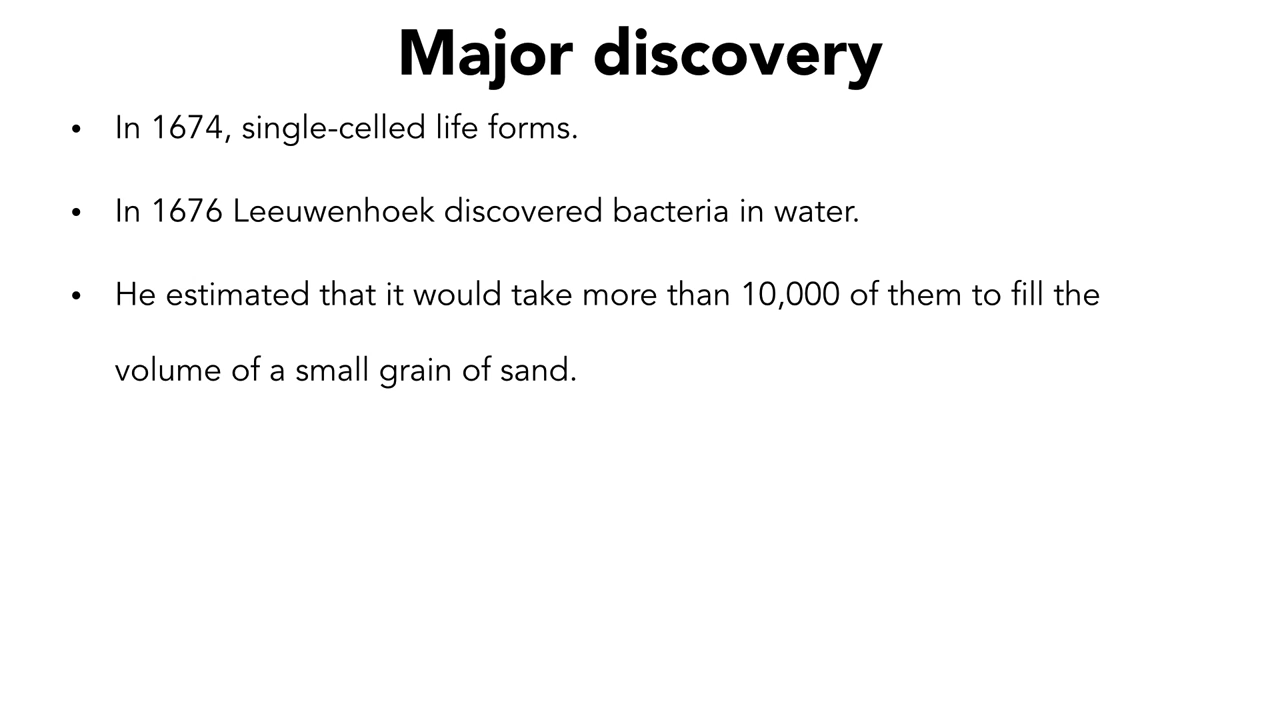 Major discovery
• In 1674, single-celled life forms.
• In 1676 Leeuwenhoek discovered bacteria in water.
• He estimated that it would take more than 10,000 of them to fill the
volume of a small grain of sand.